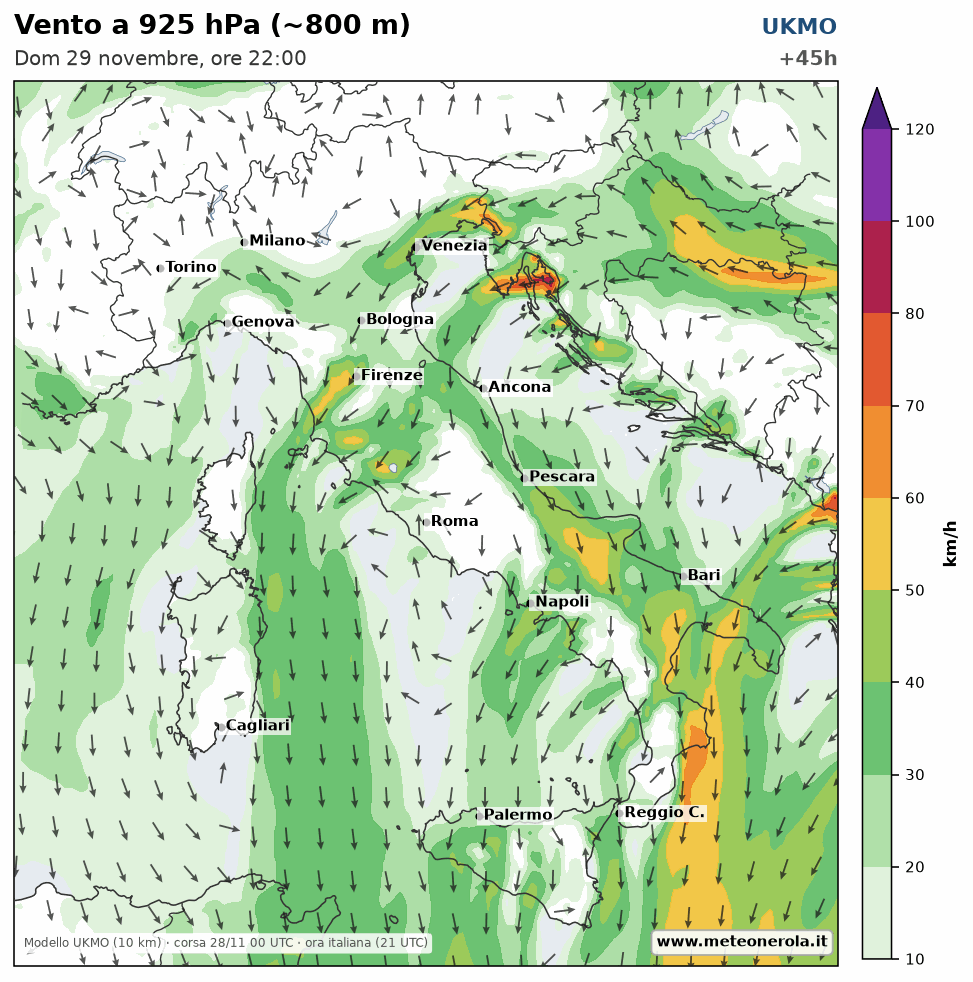 Vento a 925 hPa (~800 m)
UKMO
Dom 29 novembre, ore 22:00
+45h
120
100
80
70
60
50
40
30
20
10
km/h
Milano
Venezia
Torino
Genova
Bologna
Firenze
Ancona
Pescara
Roma
Bari
Napoli
Cagliari
Palermo
Reggio C.
Modello UKMO (10 km) · corsa 28/11 00 UTC · ora italiana (21 UTC)
www.meteonerola.it